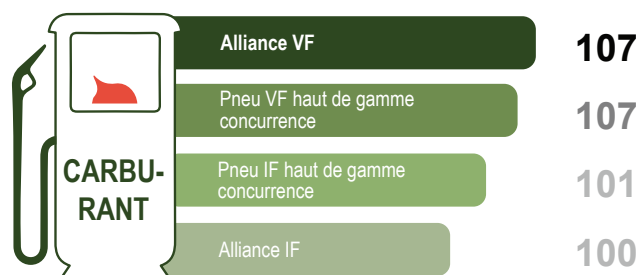 Alliance VF 107
Pneu VF haut de gamme
concurrence 107
CARBU-
RANT
Pneu IF haut de gamme
concurrence 101
Alliance IF 100